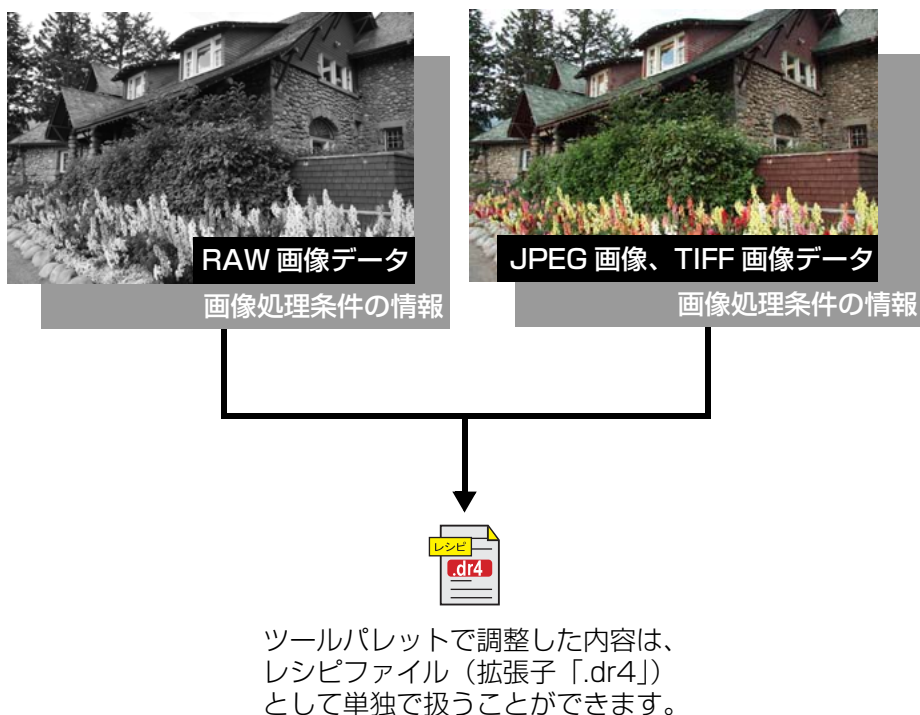 RAW 画像データ
画像処理条件の情報
JPEG 画像、TIFF 画像データ
画像処理条件の情報
レシピ
.dr4
ツールパレットで調整した内容は、
レシピファイル（拡張子「.dr4」）
として単独で扱うことができます。